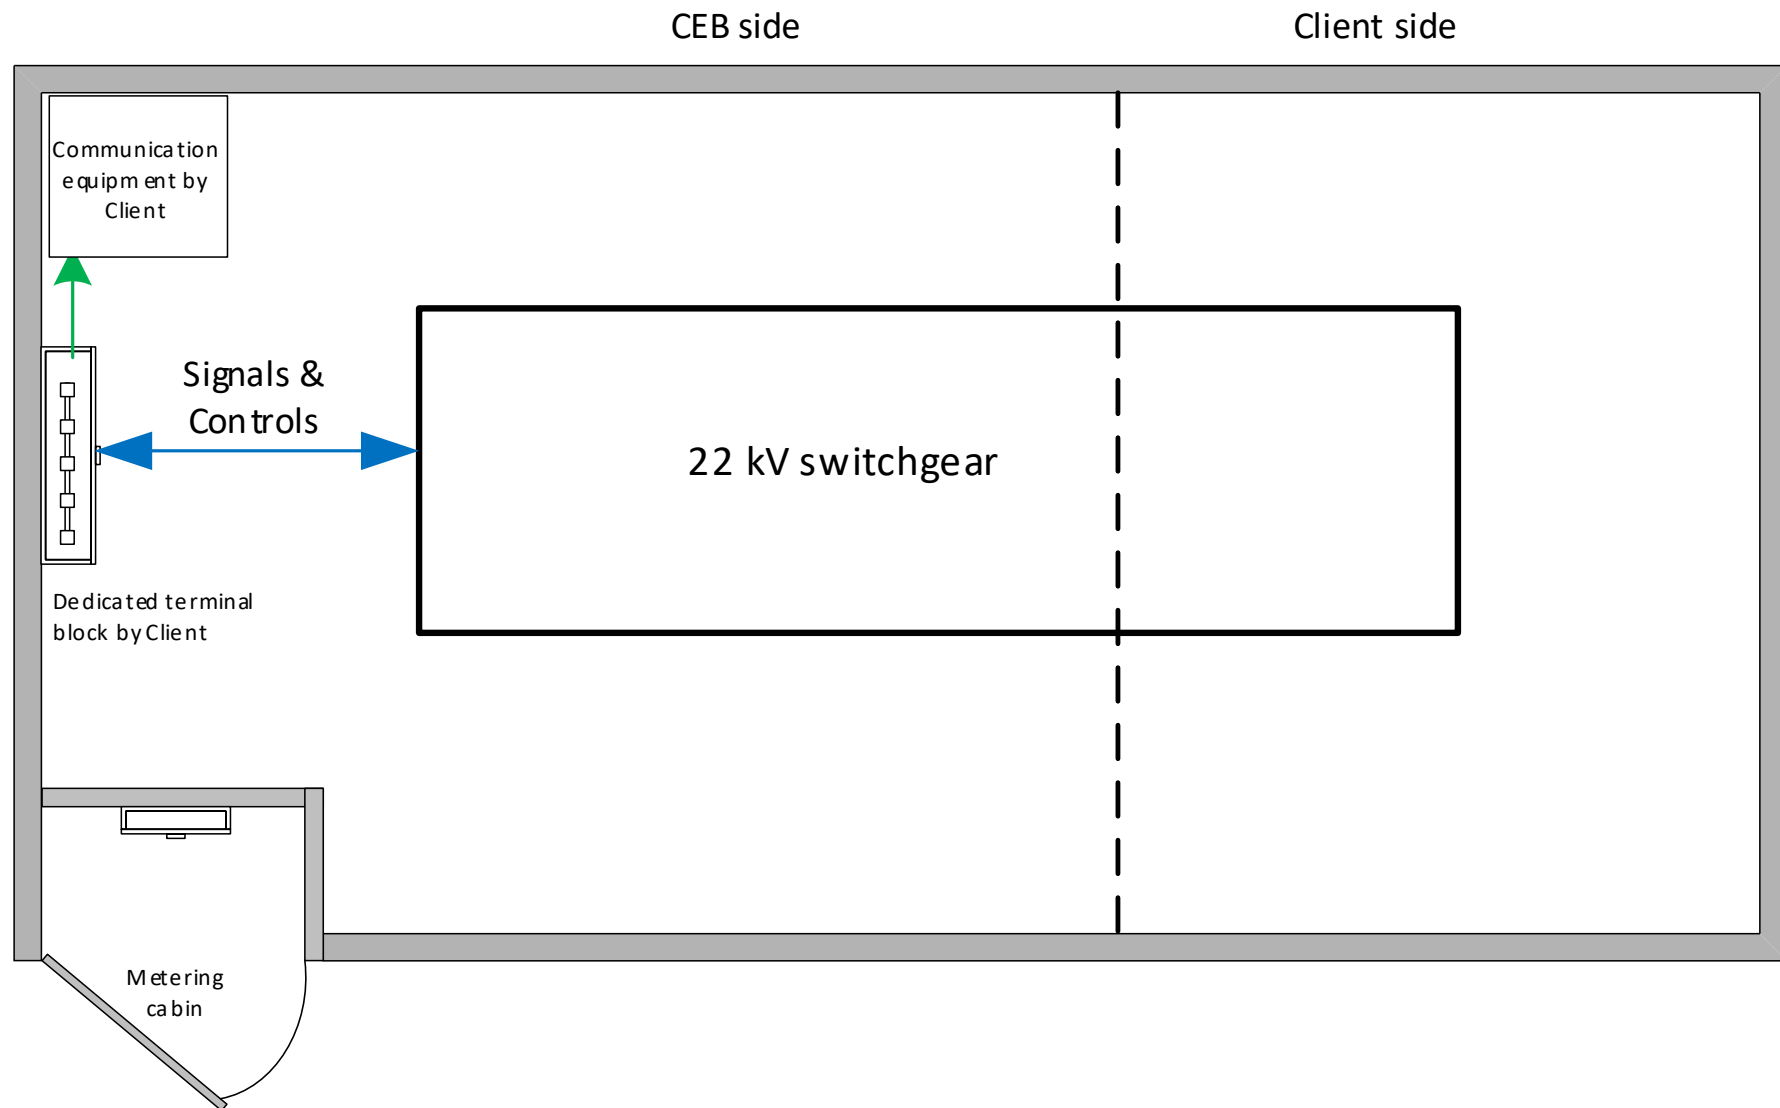 CEB side
Client side
Communication
equipment by
Client
Signals &
Controls
22 kV switchgear
Dedicated terminal
block by Client
Metering
cabin